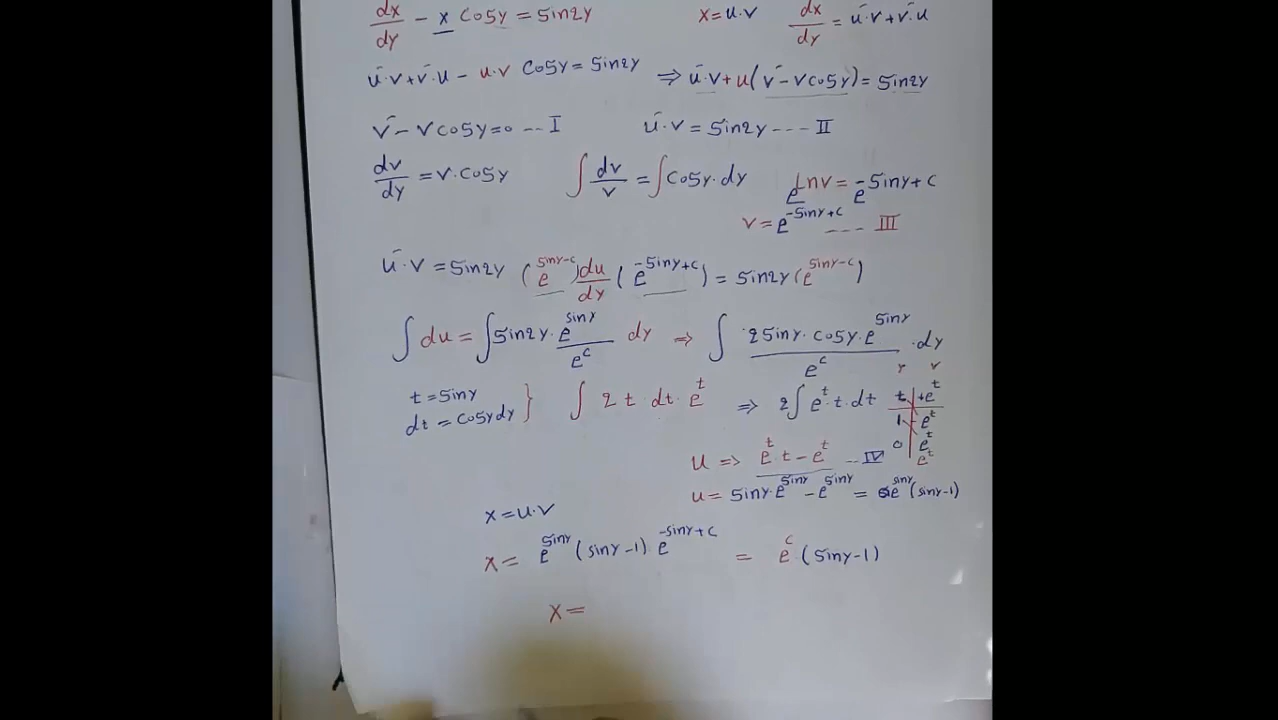 dx/dy - x cosy = sin2y    x = u·v    dx/dy = u̅·v + v̅·u
u̅·v + v̅·u - u·v cosy = sin2y ⇒ u̅·v + u(v̅ - v cosy) = sin2y
v̅ - v cosy = 0 --- I    u̅·v = sin2y ---- II
dv/dy = v·cosy    ∫ dv/v = ∫ cosy·dy    e^Lnv = e^(-siny+c)
v = e^(-siny+c) ---- III
u̅·v = sin2y (e^(siny-c)) du/dy (e^(-siny+c)) = sin2y (e^(siny-c))
∫ du = ∫ sin2y · e^(siny)/e^c dy ⇒ ∫ 2siny·cosy·e^(siny)/e^c ·dy
t = siny
dt = cosydy } ∫ 2t·dt·e^t ⇒ 2∫ e^t·t·dt    t +e^t
1 - e^t
0 e^t
e^t
u ⇒ e^t·t - e^t --- IV
u = siny·e^(siny) - e^(siny) = e^(siny)(siny-1)
x = u·v
x = e^(siny)(siny-1) e^(-siny+c) = e^c (siny-1)
x =